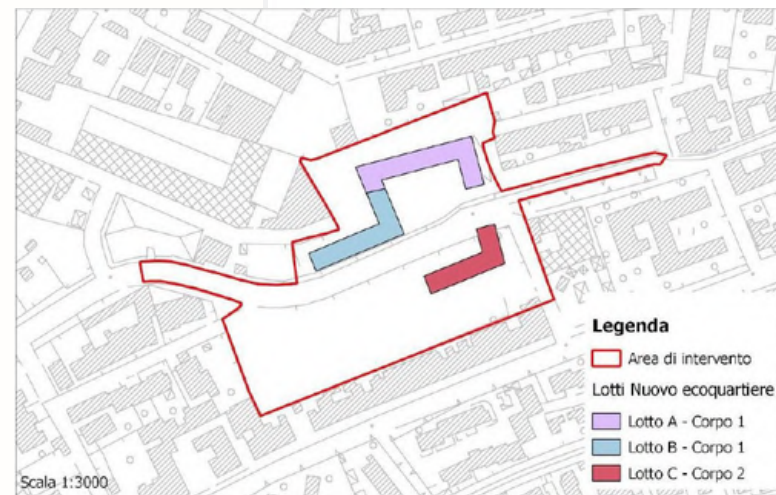 Legenda
Area di intervento
Lotti Nuovo ecoquartiere
Lotto A - Corpo 1
Lotto B - Corpo 1
Lotto C - Corpo 2
Scala 1:3000